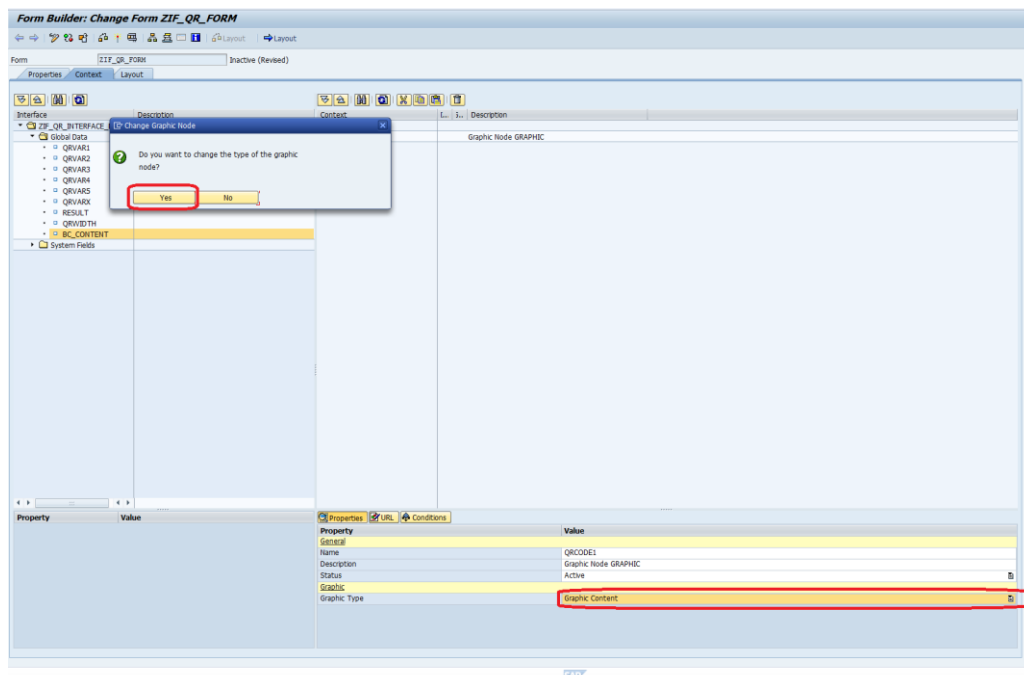 Form Builder: Change Form ZIF_QR_FORM
Layout
Layout
Form ZIF_QR_FORM Inactive (Revised)
Properties Context Layout
Interface Description
Context I... S.. Description
ZIF_QR_INTERFACE_
Global Data
Graphic Node GRAPHIC
QRVAR1
QRVAR2
QRVAR3
QRVAR4
QRVAR5
QRVARX
RESULT
QRWIDTH
BC_CONTENT
System Fields
Change Graphic Node
Do you want to change the type of the graphic
node?
Yes No
Property Value
Properties URL Conditions
Property Value
General
Name QRCODE1
Description Graphic Node GRAPHIC
Status Active
Graphic
Graphic Type Graphic Content